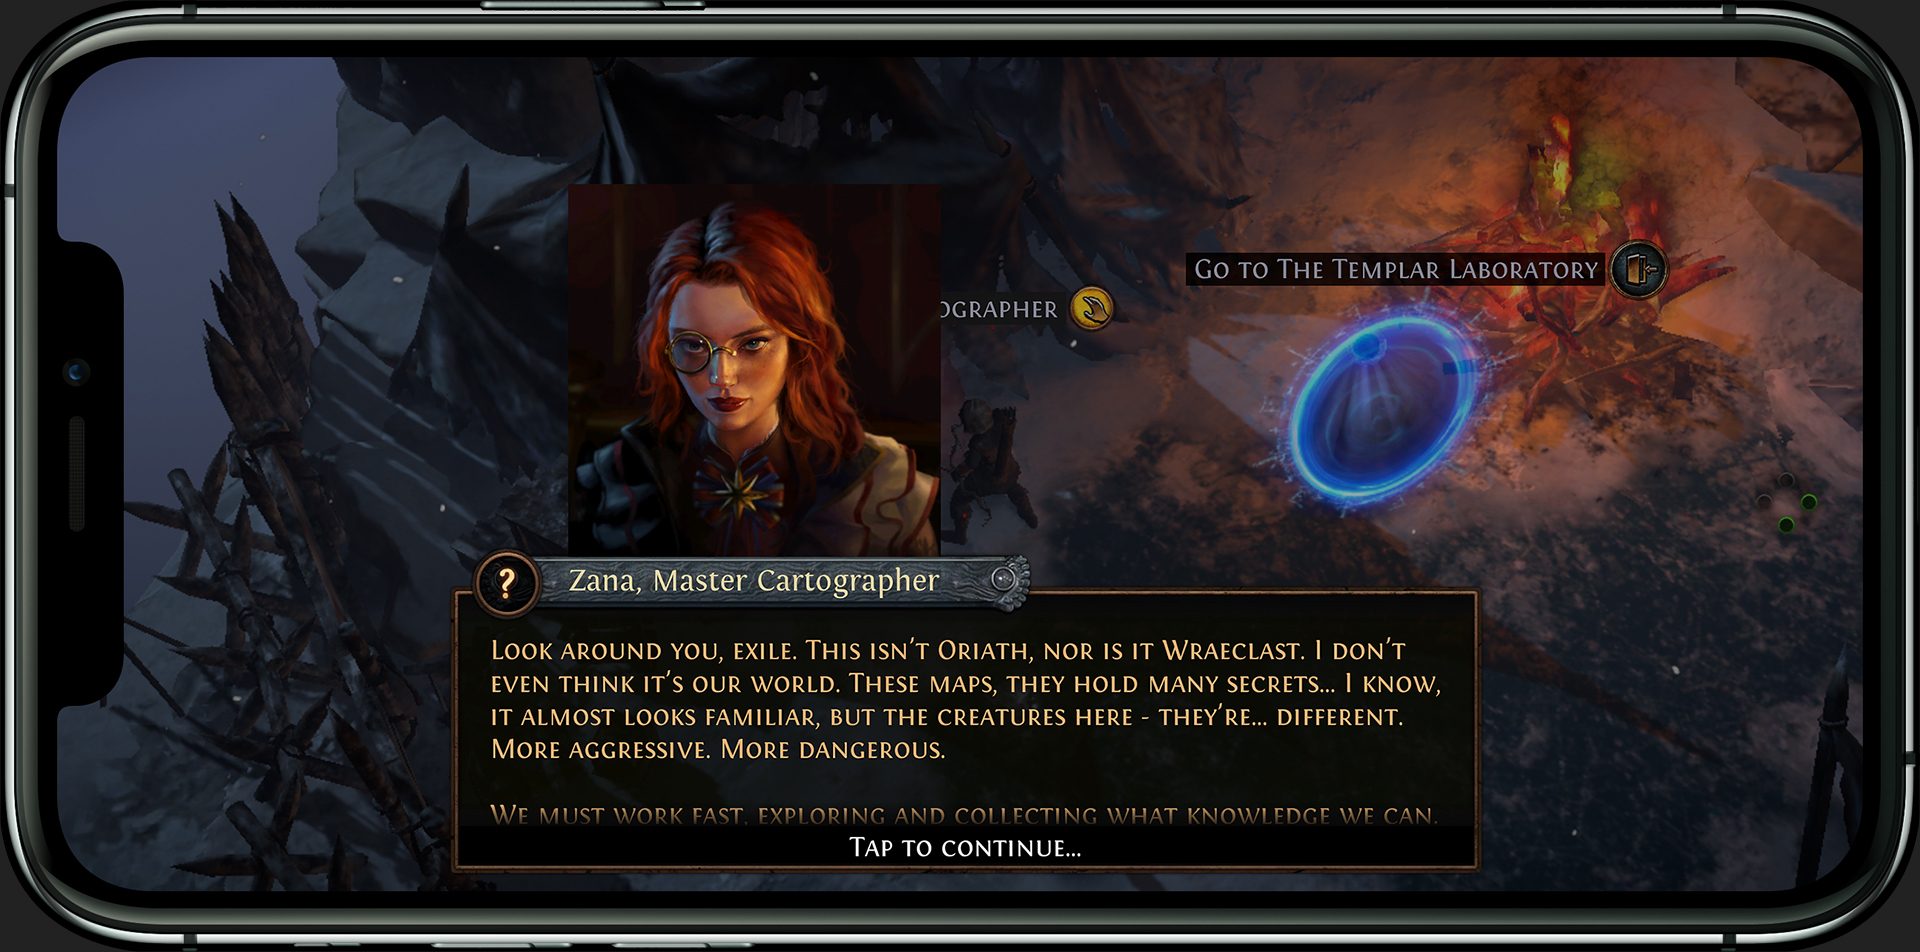 Go to The Templar Laboratory
ographer
?
Zana, Master Cartographer
Look around you, exile. This isn't Oriath, nor is it Wraeclast. I don't
even think it's our world. These maps, they hold many secrets... I know,
it almost looks familiar, but the creatures here - they're... different.
More aggressive. More dangerous.
We must work fast, exploring and collecting what knowledge we can.
Tap to continue...